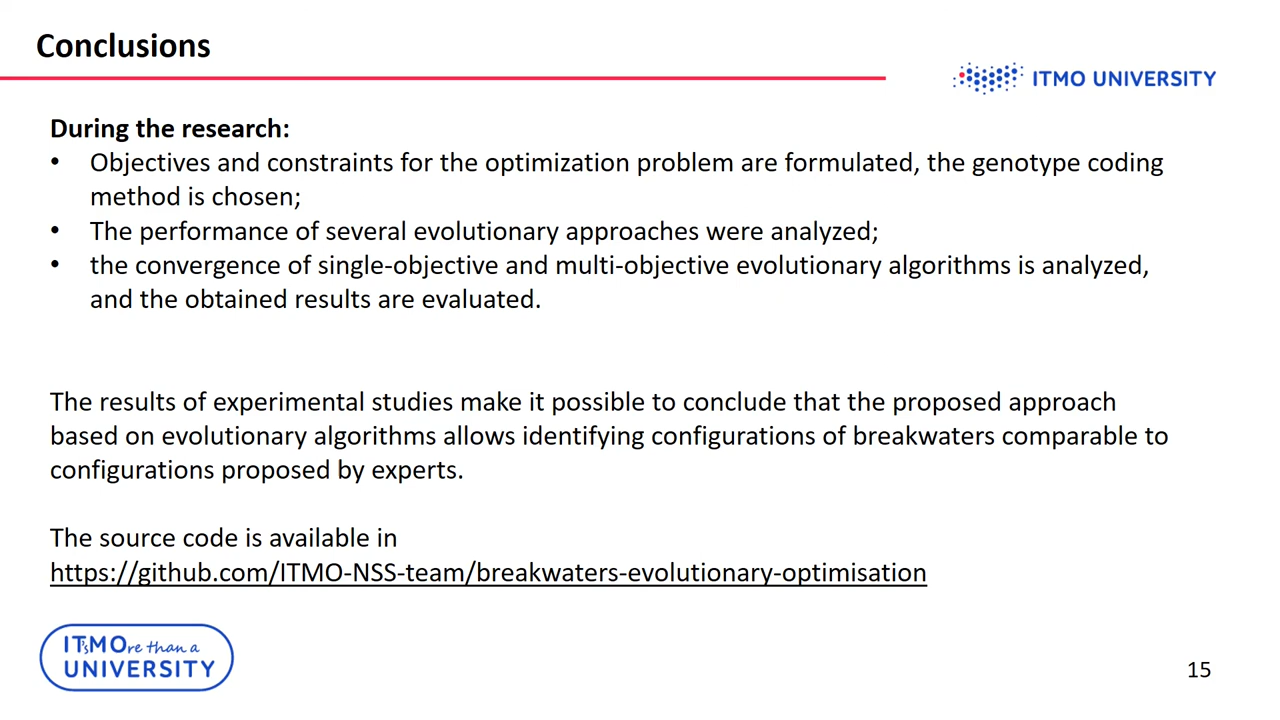 Conclusions
ITMO UNIVERSITY
During the research:
• Objectives and constraints for the optimization problem are formulated, the genotype coding
method is chosen;
• The performance of several evolutionary approaches were analyzed;
• the convergence of single-objective and multi-objective evolutionary algorithms is analyzed,
and the obtained results are evaluated.
The results of experimental studies make it possible to conclude that the proposed approach
based on evolutionary algorithms allows identifying configurations of breakwaters comparable to
configurations proposed by experts.
The source code is available in
https://github.com/ITMO-NSS-team/breakwaters-evolutionary-optimisation
IT'sMOre than a
UNIVERSITY
15